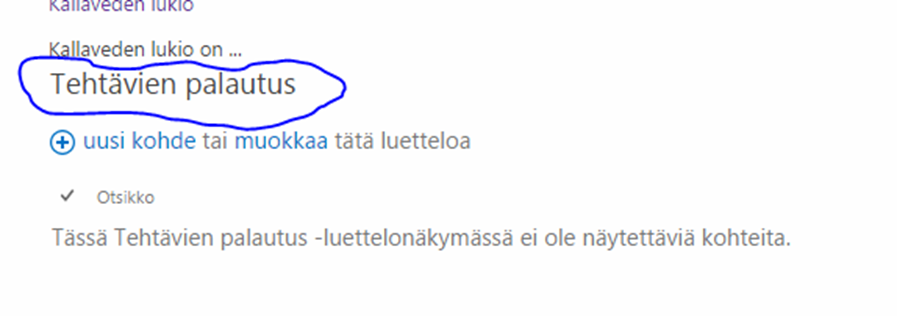 Kallaveden lukio
Kallaveden lukio on ...
Tehtävien palautus
uusi kohde tai muokkaa tätä luetteloa
Otsikko
Tässä Tehtävien palautus -luettelonäkymässä ei ole näytettäviä kohteita.